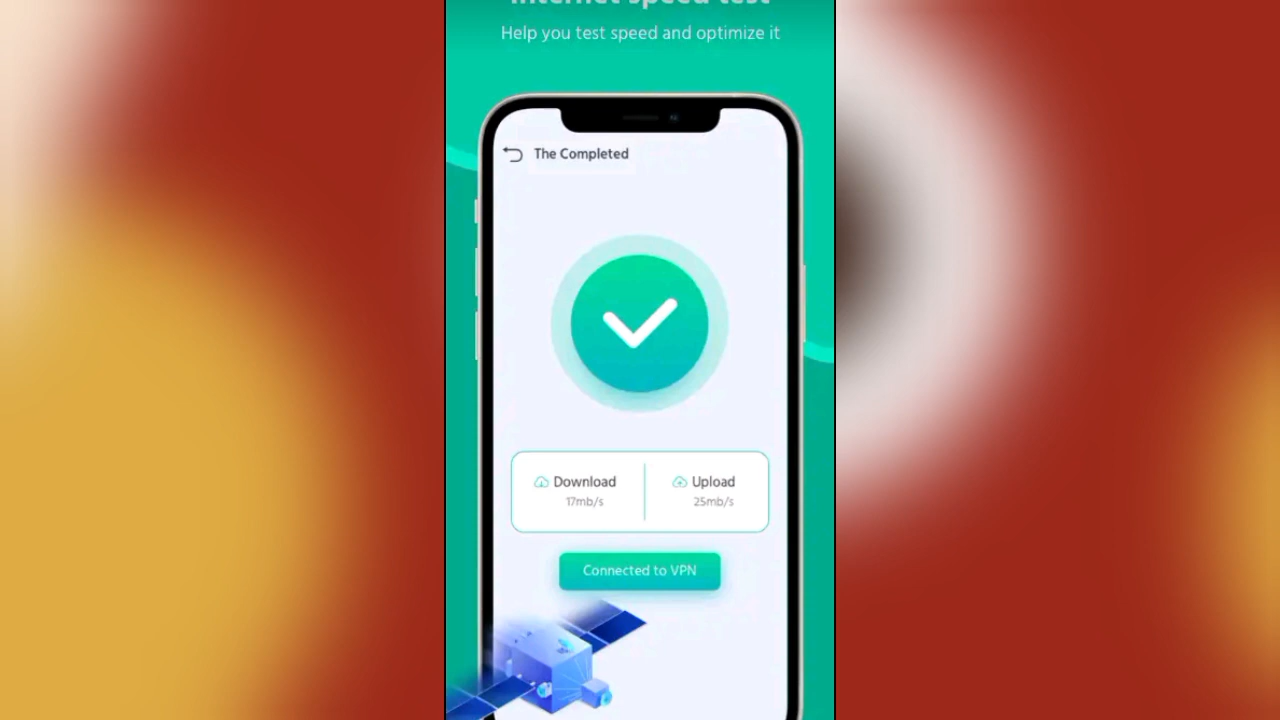 Internet speed test
Help you test speed and optimize it
The Completed
Download
17mb/s
Upload
25mb/s
Connected to VPN